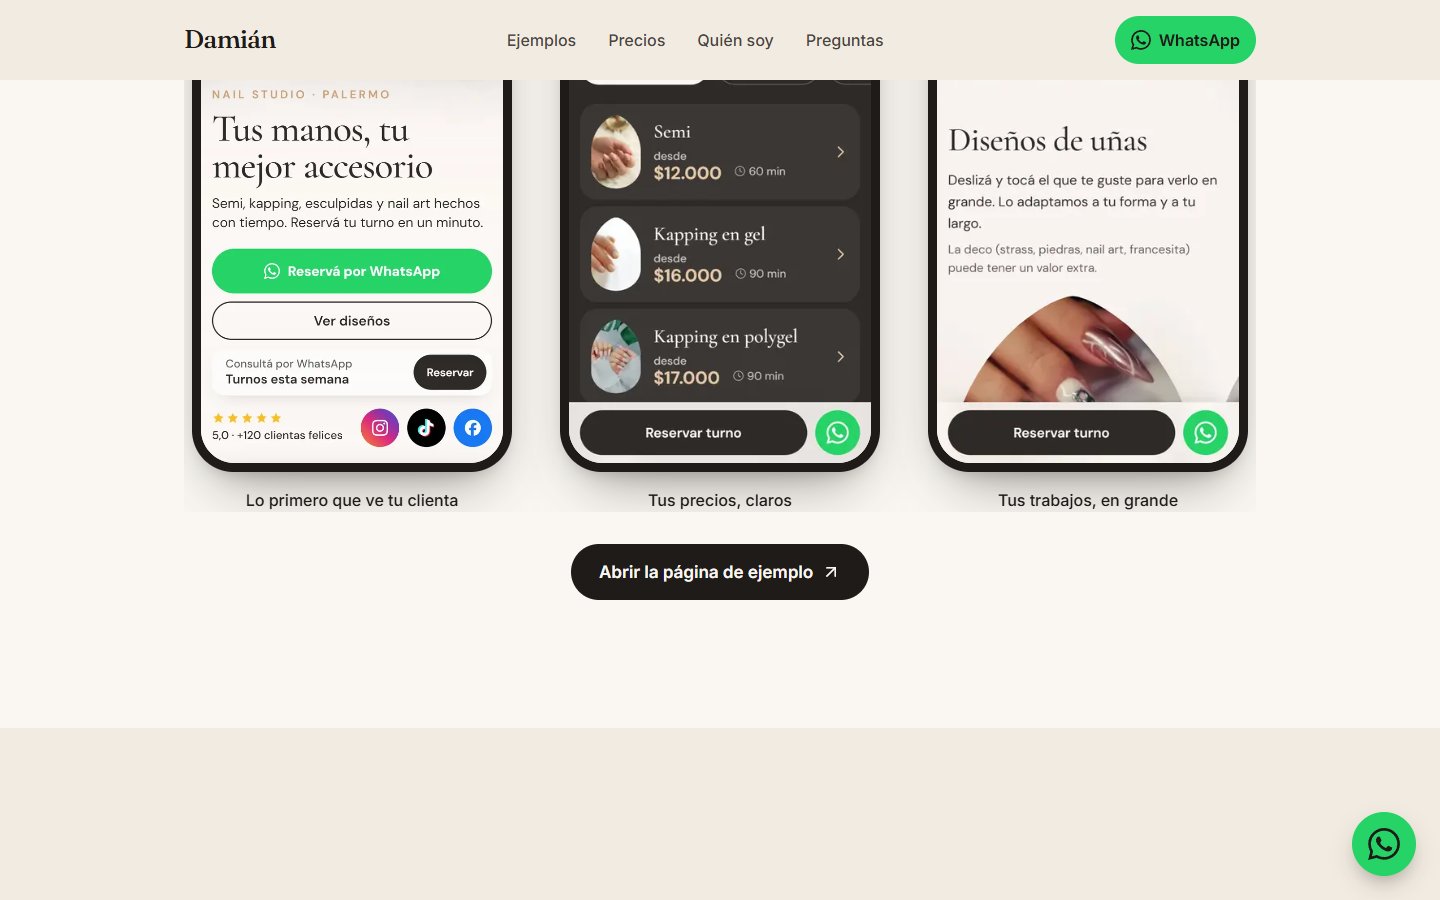 Damián
Ejemplos
Precios
Quién soy
Preguntas
WhatsApp
NAIL STUDIO · PALERMO
Tus manos, tu
mejor accesorio
Semi, kapping, esculpidas y nail art hechos
con tiempo. Reservá tu turno en un minuto.
Reservá por WhatsApp
Ver diseños
Consultá por WhatsApp
Turnos esta semana
Reservar
5,0 · +120 clientas felices
Lo primero que ve tu clienta
Semi
desde
$12.000
60 min
Kapping en gel
desde
$16.000
90 min
Kapping en polygel
desde
$17.000
90 min
Reservar turno
Tus precios, claros
Diseños de uñas
Deslizá y tocá el que te guste para verlo en
grande. Lo adaptamos a tu forma y a tu
largo.
La deco (strass, piedras, nail art, francesita)
puede tener un valor extra.
Reservar turno
Tus trabajos, en grande
Abrir la página de ejemplo